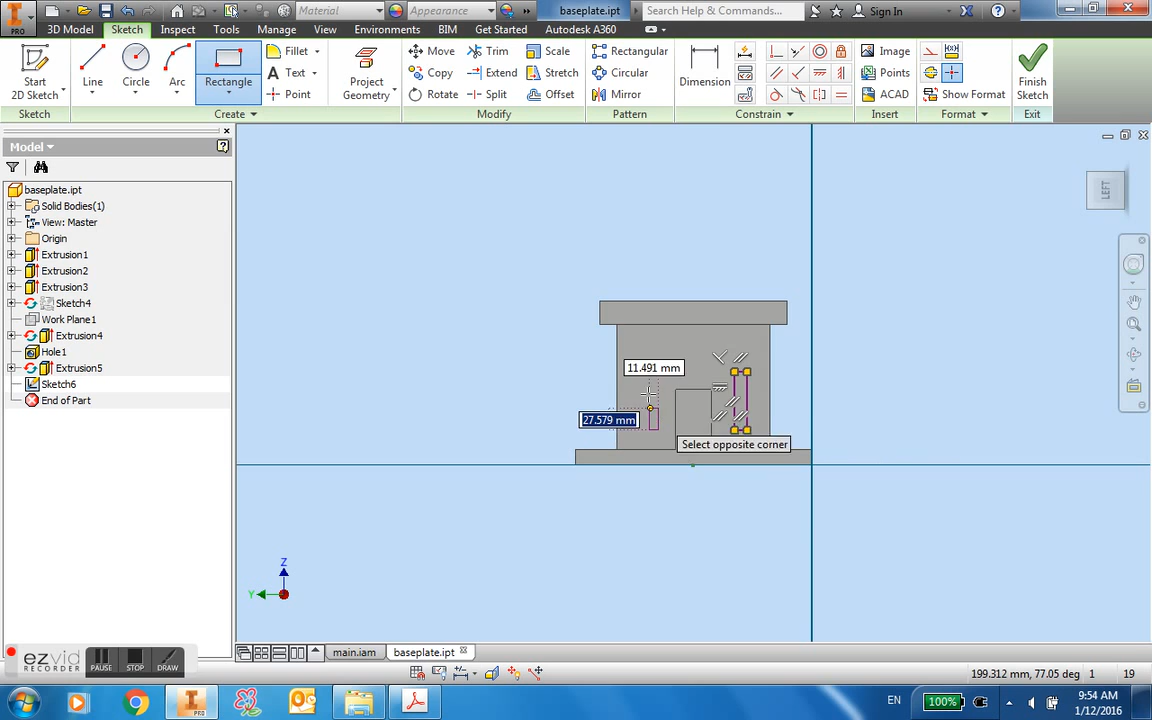 Material
Appearance
baseplate.ipt
Search Help & Commands...
Sign In
PRO
3D Model
Sketch
Inspect
Tools
Manage
View
Environments
BIM
Get Started
Autodesk A360
Start
2D Sketch
Line
Circle
Arc
Rectangle
Fillet
Text
Point
Project
Geometry
Move
Copy
Rotate
Trim
Extend
Split
Scale
Stretch
Offset
Rectangular
Circular
Mirror
Dimension
Image
Points
ACAD
Show Format
Finish
Sketch
Sketch
Create
Modify
Pattern
Constrain
Insert
Format
Exit
Model
baseplate.ipt
Solid Bodies(1)
View: Master
Origin
Extrusion1
Extrusion2
Extrusion3
Sketch4
Work Plane1
Extrusion4
Hole1
Extrusion5
Sketch6
End of Part
LEFT
11.491 mm
27.579 mm
Select opposite corner
Z
Y
main.iam
baseplate.ipt
ezvid
RECORDER
PAUSE
STOP
DRAW
199.312 mm, 77.05 deg
1
19
PRO
EN
100%
9:54 AM
1/12/2016